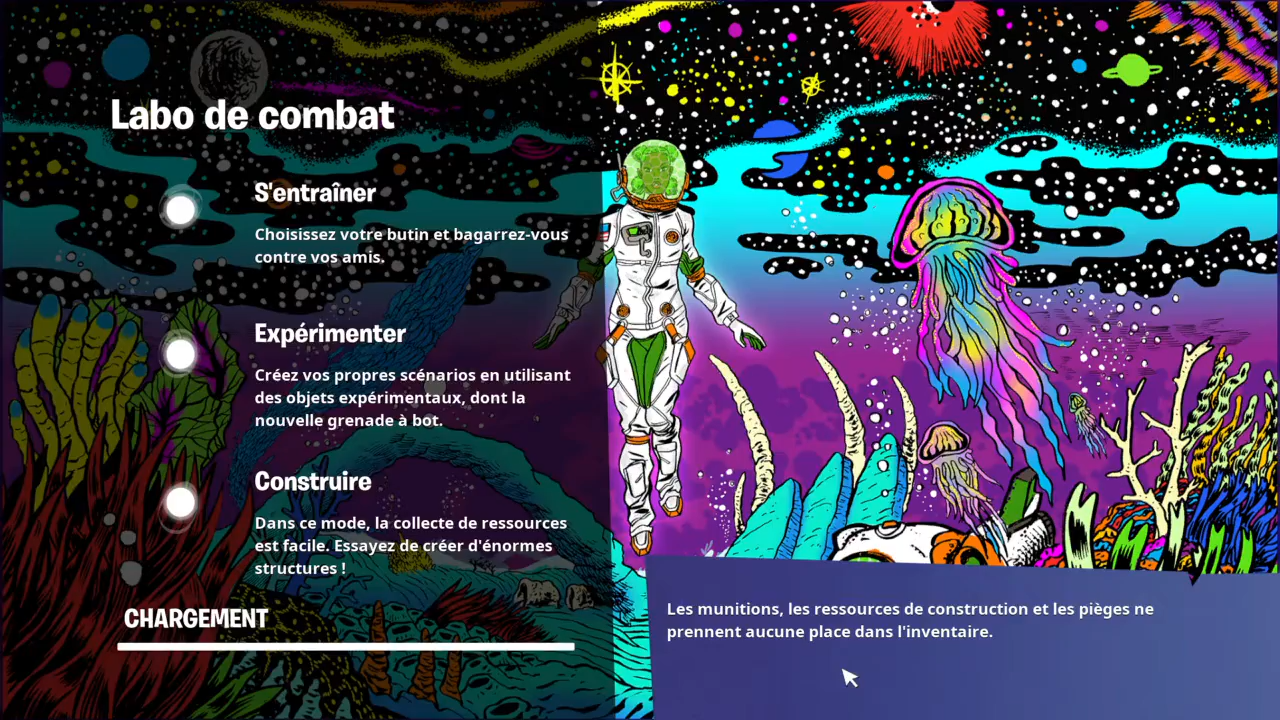 Labo de combat
S'entraîner
Choisissez votre butin et bagarrez-vous
contre vos amis.
Expérimenter
Créez vos propres scénarios en utilisant
des objets expérimentaux, dont la
nouvelle grenade à bot.
Construire
Dans ce mode, la collecte de ressources
est facile. Essayez de créer d'énormes
structures !
CHARGEMENT
Les munitions, les ressources de construction et les pièges ne
prennent aucune place dans l'inventaire.